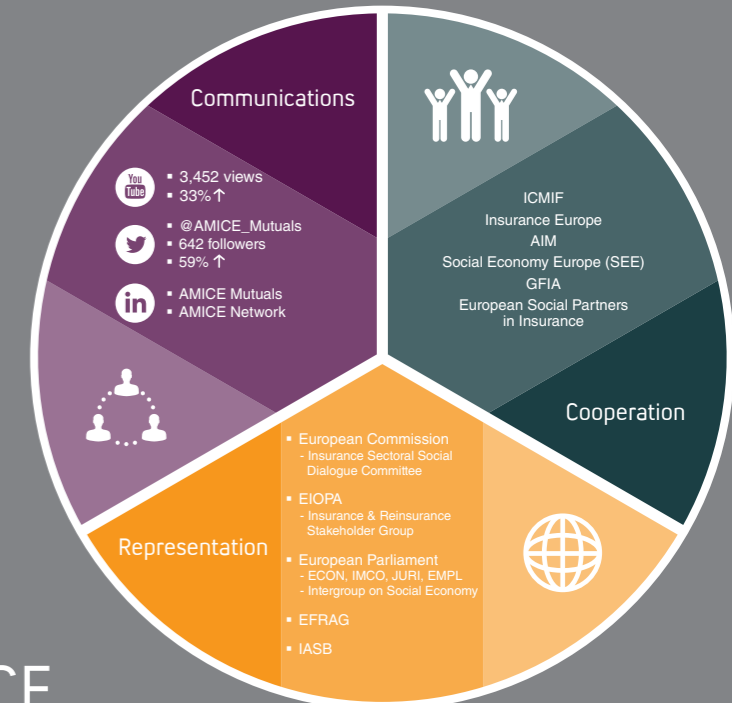 Communications
You
Tube
▪ 3,452 views
▪ 33%↑
▪ @AMICE_Mutuals
▪ 642 followers
▪ 59% ↑
in
▪ AMICE Mutuals
▪ AMICE Network
ICMIF
Insurance Europe
AIM
Social Economy Europe (SEE)
GFIA
European Social Partners
in Insurance
Cooperation
Representation
▪ European Commission
- Insurance Sectoral Social
Dialogue Committee
▪ EIOPA
- Insurance & Reinsurance
Stakeholder Group
▪ European Parliament
- ECON, IMCO, JURI, EMPL
- Intergroup on Social Economy
▪ EFRAG
▪ IASB